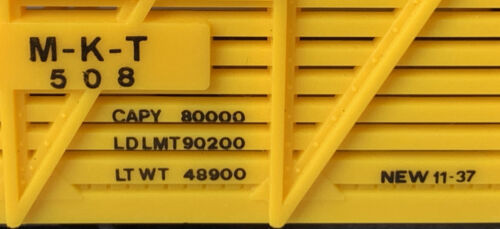 M-K-T
508
CAPY 80000
LD LMT 90200
LT WT 48900
NEW 11-37